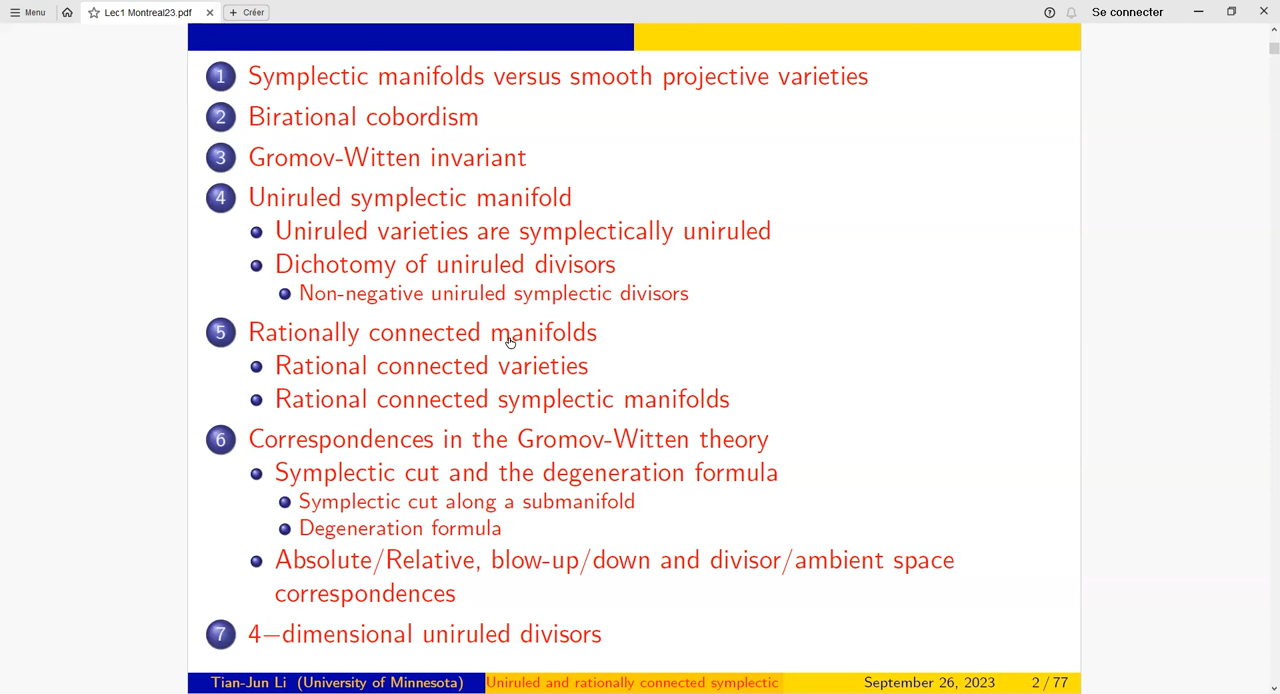 Menu
Lec1 Montreal23.pdf
×
+ Créer
Se connecter
1 Symplectic manifolds versus smooth projective varieties
2 Birational cobordism
3 Gromov-Witten invariant
4 Uniruled symplectic manifold
Uniruled varieties are symplectically uniruled
Dichotomy of uniruled divisors
Non-negative uniruled symplectic divisors
5 Rationally connected manifolds
Rational connected varieties
Rational connected symplectic manifolds
6 Correspondences in the Gromov-Witten theory
Symplectic cut and the degeneration formula
Symplectic cut along a submanifold
Degeneration formula
Absolute/Relative, blow-up/down and divisor/ambient space
correspondences
7 4−dimensional uniruled divisors
Tian-Jun Li (University of Minnesota) Uniruled and rationally connected symplectic September 26, 2023 2 / 77